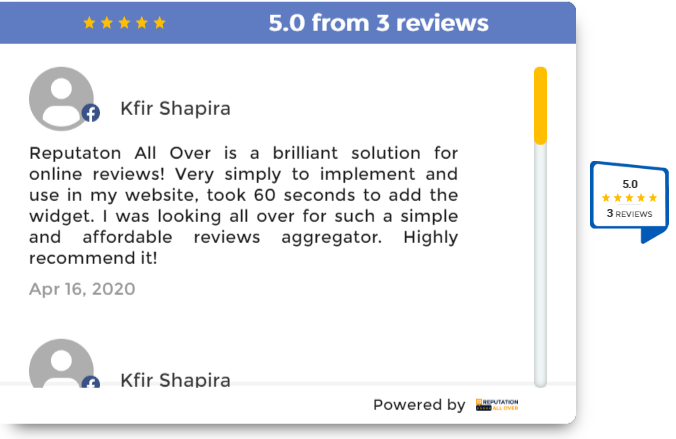 5.0 from 3 reviews
Kfir Shapira
Reputaton All Over is a brilliant solution for
online reviews! Very simply to implement and
use in my website, took 60 seconds to add the
widget. I was looking all over for such a simple
and affordable reviews aggregator. Highly
recommend it!
Apr 16, 2020
Kfir Shapira
Powered by REPUTATION
ALL OVER
5.0
3 REVIEWS